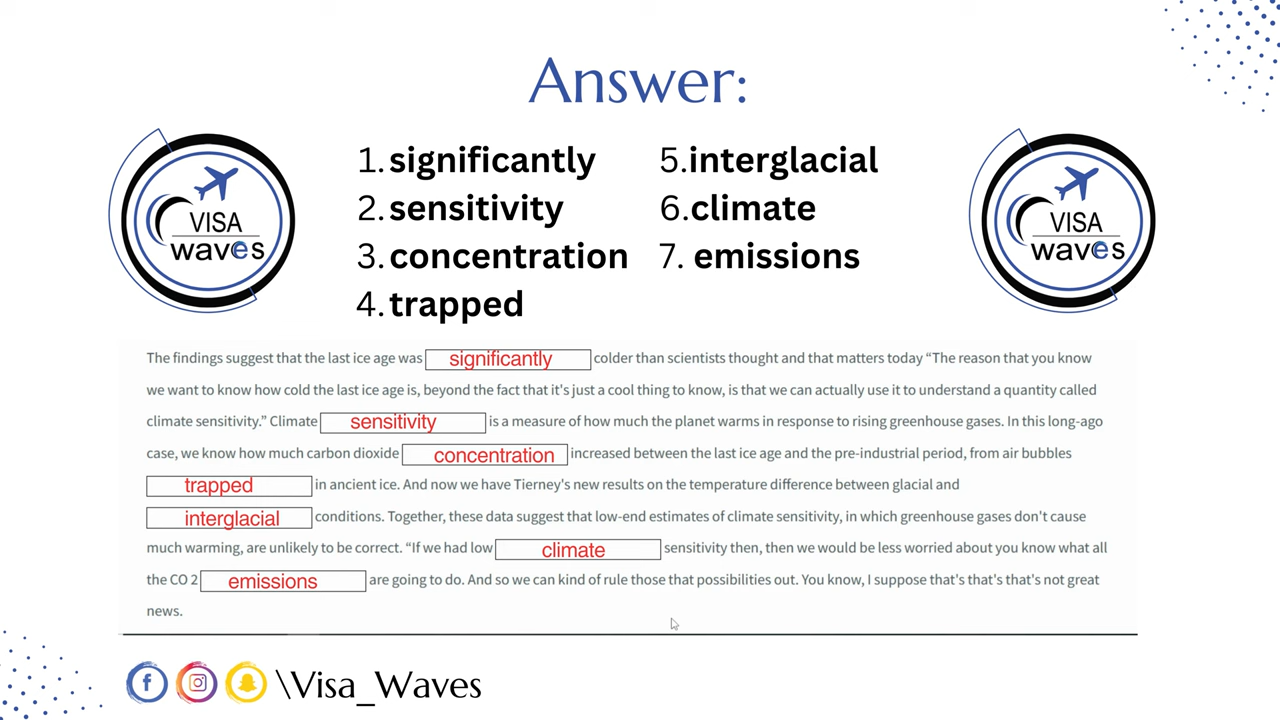 Answer:
VISA
waves
1. significantly
2. sensitivity
3. concentration
4. trapped
5.interglacial
6.climate
7. emissions
VISA
waves
The findings suggest that the last ice age was significantly colder than scientists thought and that matters today “The reason that you know
we want to know how cold the last ice age is, beyond the fact that it's just a cool thing to know, is that we can actually use it to understand a quantity called
climate sensitivity.” Climate sensitivity is a measure of how much the planet warms in response to rising greenhouse gases. In this long-ago
case, we know how much carbon dioxide concentration increased between the last ice age and the pre-industrial period, from air bubbles
trapped in ancient ice. And now we have Tierney's new results on the temperature difference between glacial and
interglacial conditions. Together, these data suggest that low-end estimates of climate sensitivity, in which greenhouse gases don't cause
much warming, are unlikely to be correct. “If we had low climate sensitivity then, then we would be less worried about you know what all
the CO 2 emissions are going to do. And so we can kind of rule those that possibilities out. You know, I suppose that's that's that's not great
news.
\Visa_Waves